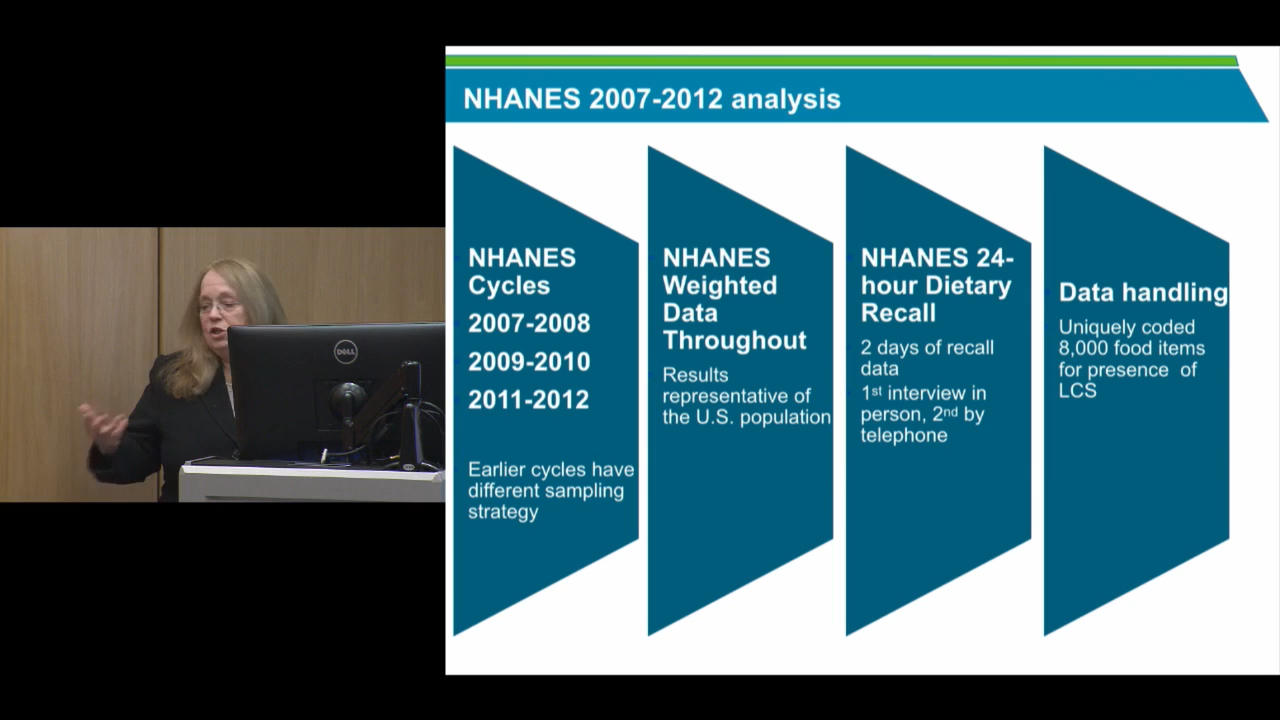 NHANES 2007-2012 analysis
NHANES
Cycles
2007-2008
2009-2010
2011-2012
Earlier cycles have
different sampling
strategy
NHANES
Weighted
Data
Throughout
Results
representative of
the U.S. population
NHANES 24-
hour Dietary
Recall
2 days of recall
data
1st interview in
person, 2nd by
telephone
Data handling
Uniquely coded
8,000 food items
for presence of
LCS
DELL